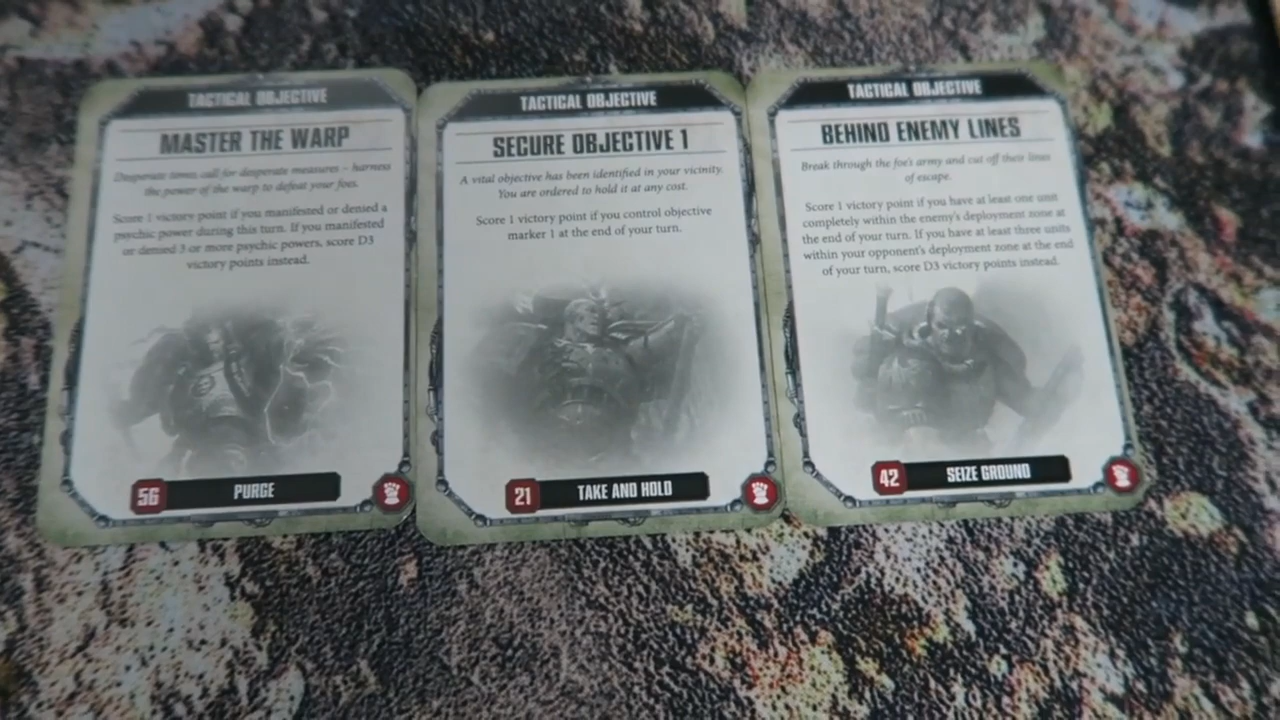 TACTICAL OBJECTIVE
MASTER THE WARP
Desperate times call for desperate measures – harness
the power of the warp to defeat your foes.
Score 1 victory point if you manifested or denied a
psychic power during this turn. If you manifested
or denied 3 or more psychic powers, score D3
victory points instead.
56
PURGE
TACTICAL OBJECTIVE
SECURE OBJECTIVE 1
A vital objective has been identified in your vicinity.
You are ordered to hold it at any cost.
Score 1 victory point if you control objective
marker 1 at the end of your turn.
21
TAKE AND HOLD
TACTICAL OBJECTIVE
BEHIND ENEMY LINES
Break through the foe's army and cut off their lines
of escape.
Score 1 victory point if you have at least one unit
completely within the enemy's deployment zone at
the end of your turn. If you have at least three units
within your opponent's deployment zone at the end
of your turn, score D3 victory points instead.
42
SEIZE GROUND